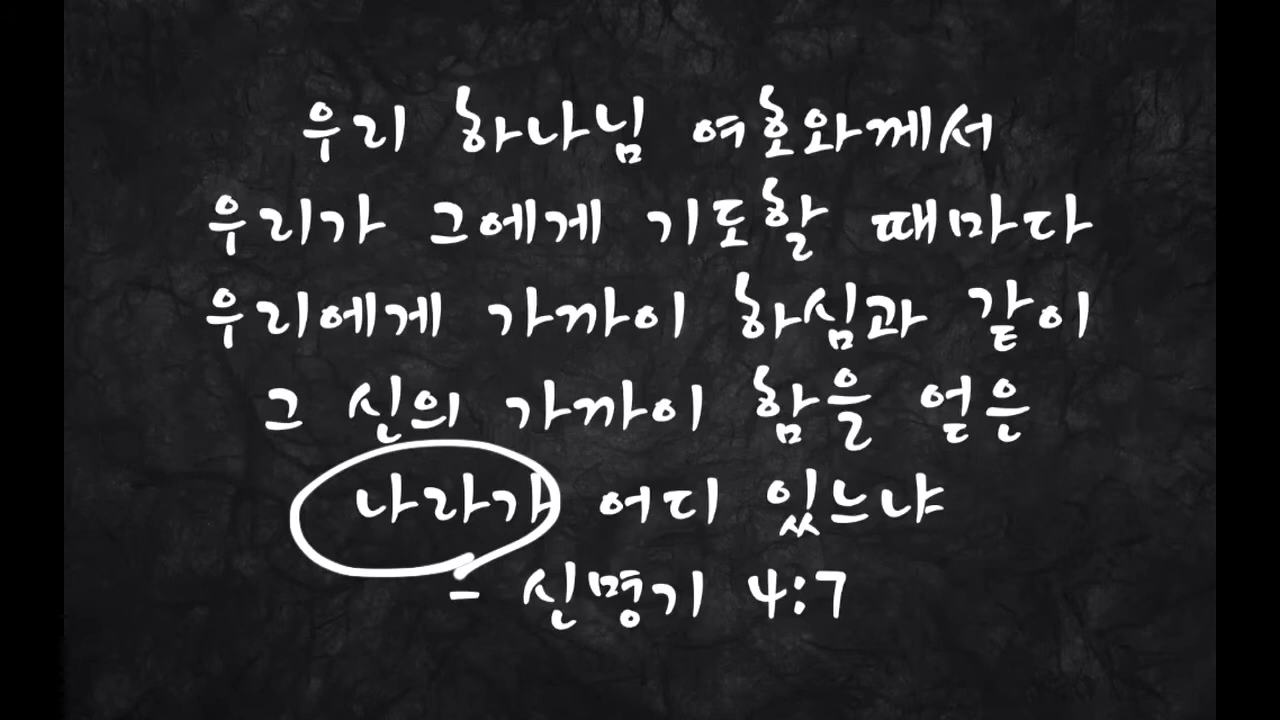 우리 하나님 여호와께서
우리가 그에게 기도할 때마다
우리에게 가까이 하심과 같이
그 신의 가까이 함을 얻은
나라가 어디 있느냐
- 신명기 4:7